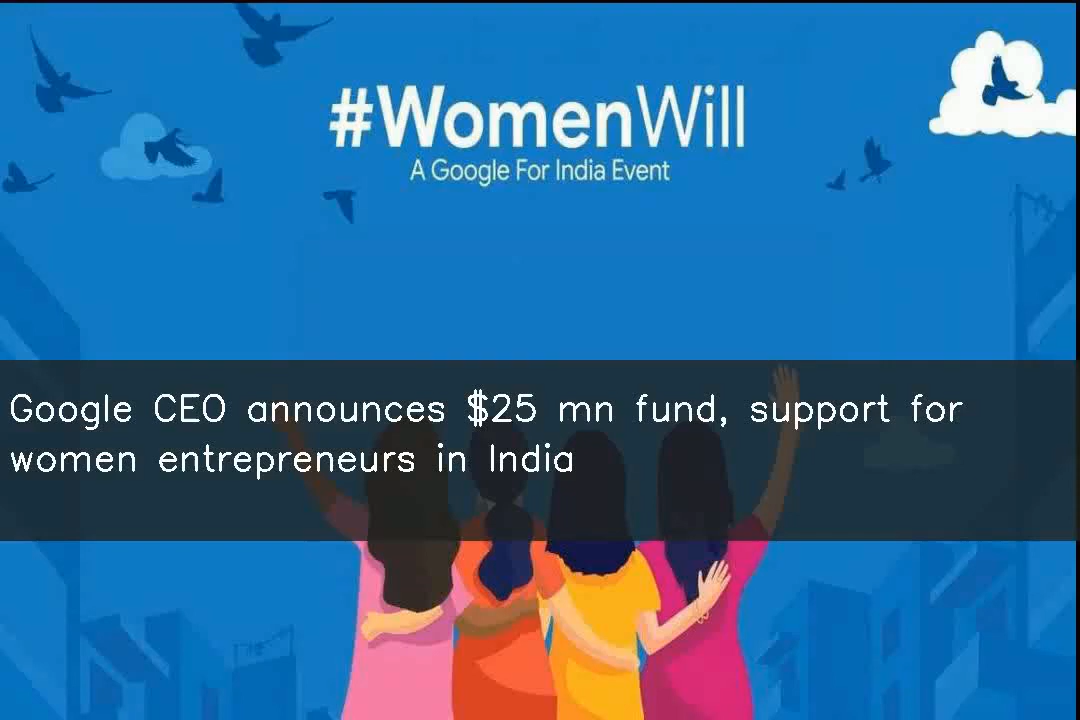 #WomenWill
A Google For India Event
Google CEO announces $25 mn fund, support for
women entrepreneurs in India